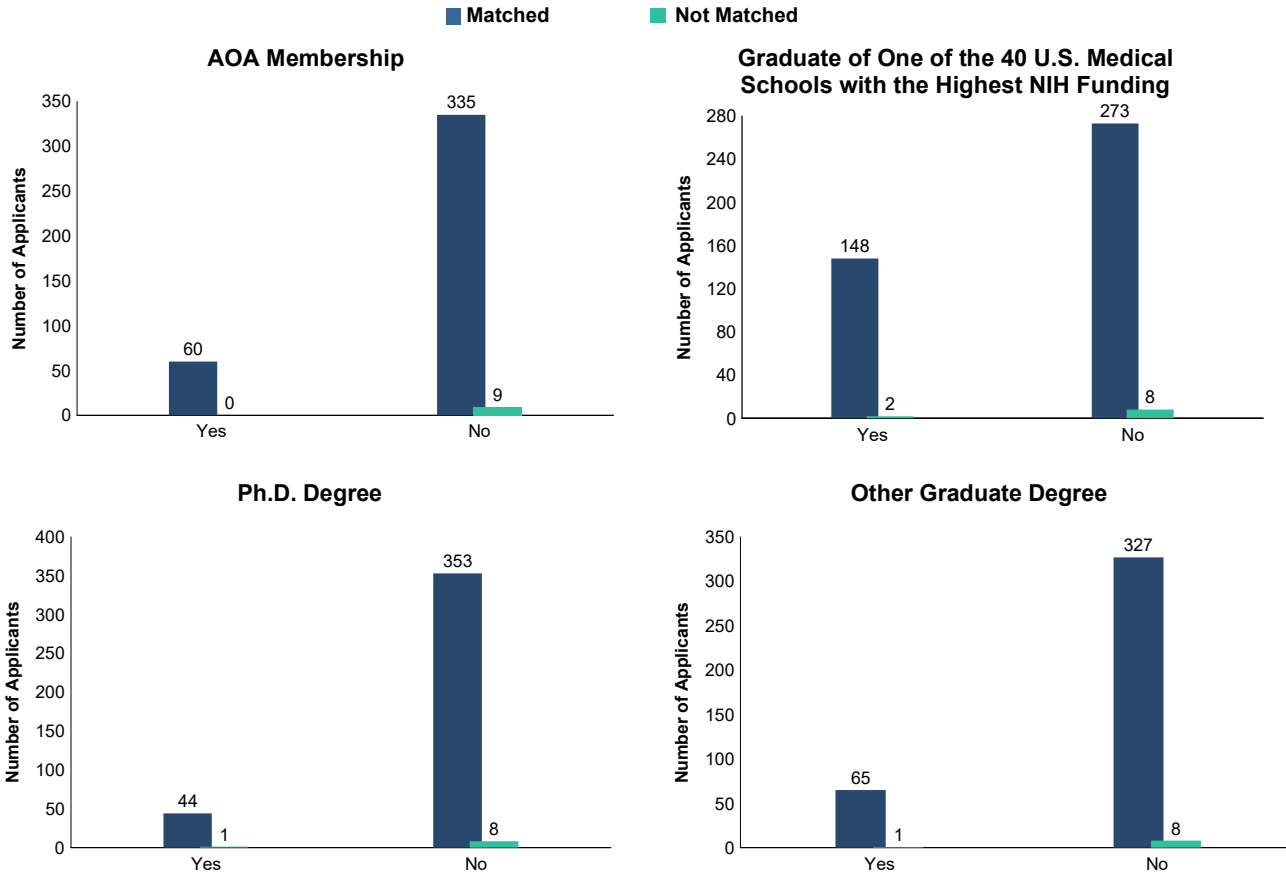 Matched
Not Matched
AOA Membership
Number of Applicants
350
300
250
200
150
100
50
0
60
0
335
9
Yes
No
Graduate of One of the 40 U.S. Medical
Schools with the Highest NIH Funding
Number of Applicants
280
240
200
160
120
80
40
0
148
2
273
8
Yes
No
Ph.D. Degree
Number of Applicants
400
350
300
250
200
150
100
50
0
44
1
353
8
Yes
No
Other Graduate Degree
Number of Applicants
350
300
250
200
150
100
50
0
65
1
327
8
Yes
No